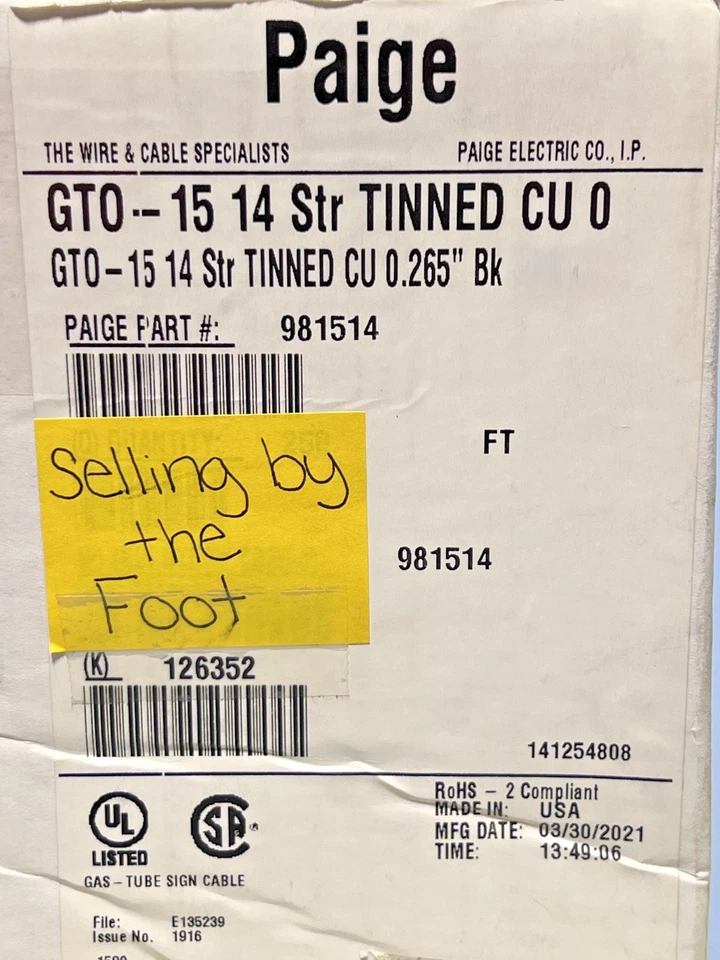 Paige
THE WIRE & CABLE SPECIALISTS PAIGE ELECTRIC CO., I.P.
GTO -- 15 14 Str TINNED CU 0
GTO-15 14 Str TINNED CU 0.265" Bk
PAIGE PART #: 981514
(Q) QUANTITY: 250 FT
Selling by
the
Foot
981514
(K) 126352
141254808
RoHS - 2 Compliant
MADE IN: USA
MFG DATE: 03/30/2021
TIME: 13:49:06
UL
LISTED
SA
GAS-TUBE SIGN CABLE
File: E135239
Issue No. 1916